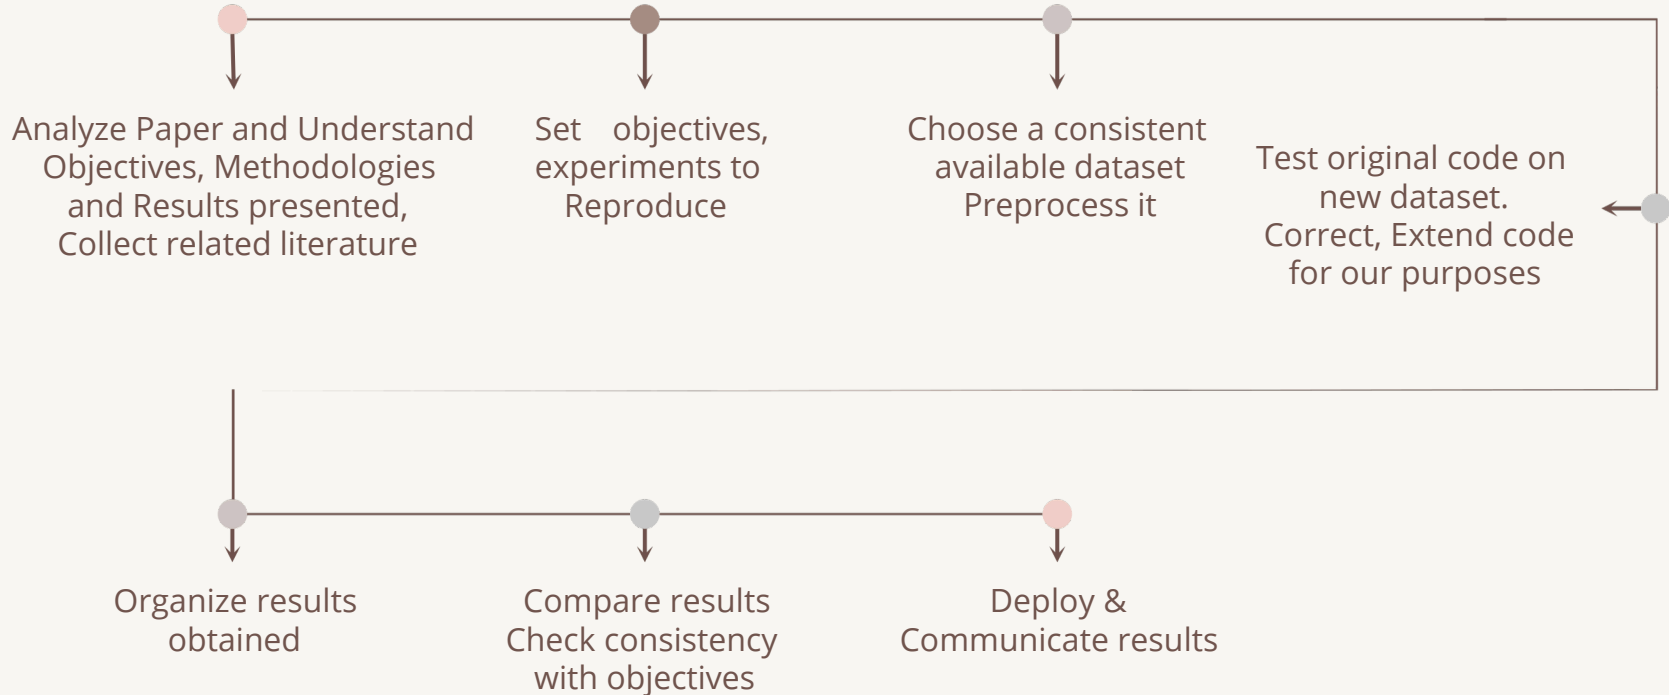 Analyze Paper and Understand
Objectives, Methodologies
and Results presented,
Collect related literature
Set objectives,
experiments to
Reproduce
Choose a consistent
available dataset
Preprocess it
Test original code on
new dataset.
Correct, Extend code
for our purposes
Organize results
obtained
Compare results
Check consistency
with objectives
Deploy &
Communicate results